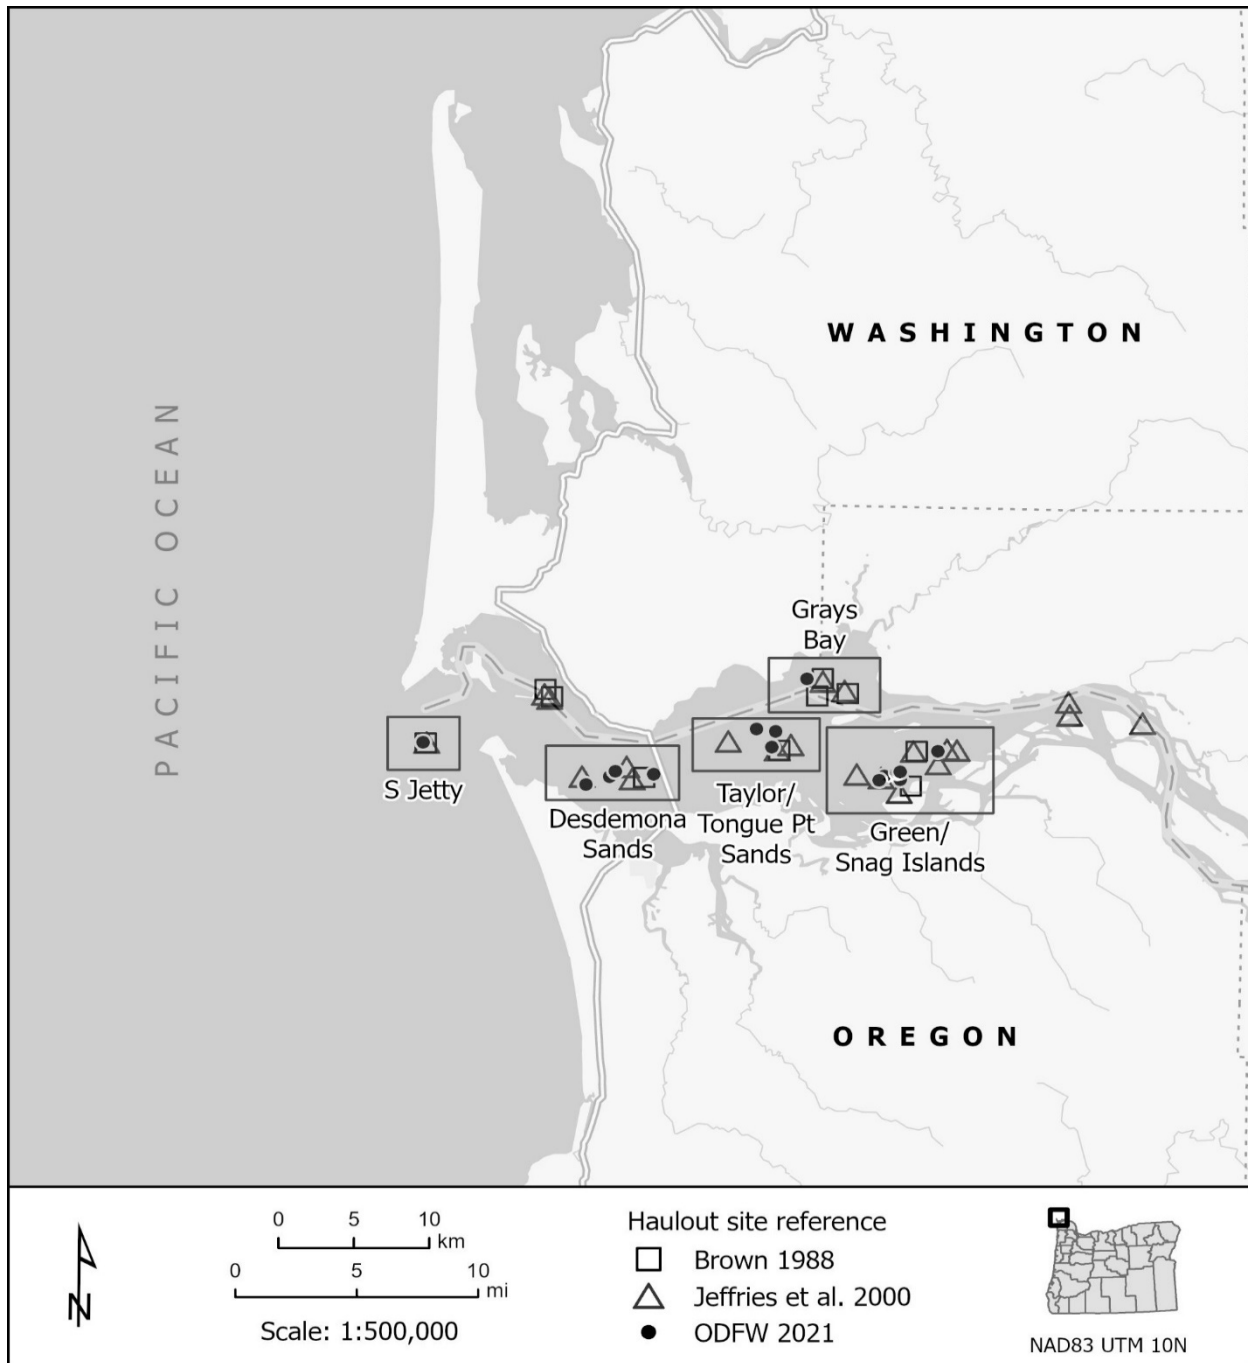 WASHINGTON
PACIFIC OCEAN
Grays
Bay
S Jetty
Desdemona
Sands
Taylor/
Tongue Pt
Sands
Green/
Snag Islands
OREGON
N
0 5 10
km
0 5 10
mi
Scale: 1:500,000
Haulout site reference
Brown 1988
Jeffries et al. 2000
ODFW 2021
NAD83 UTM 10N